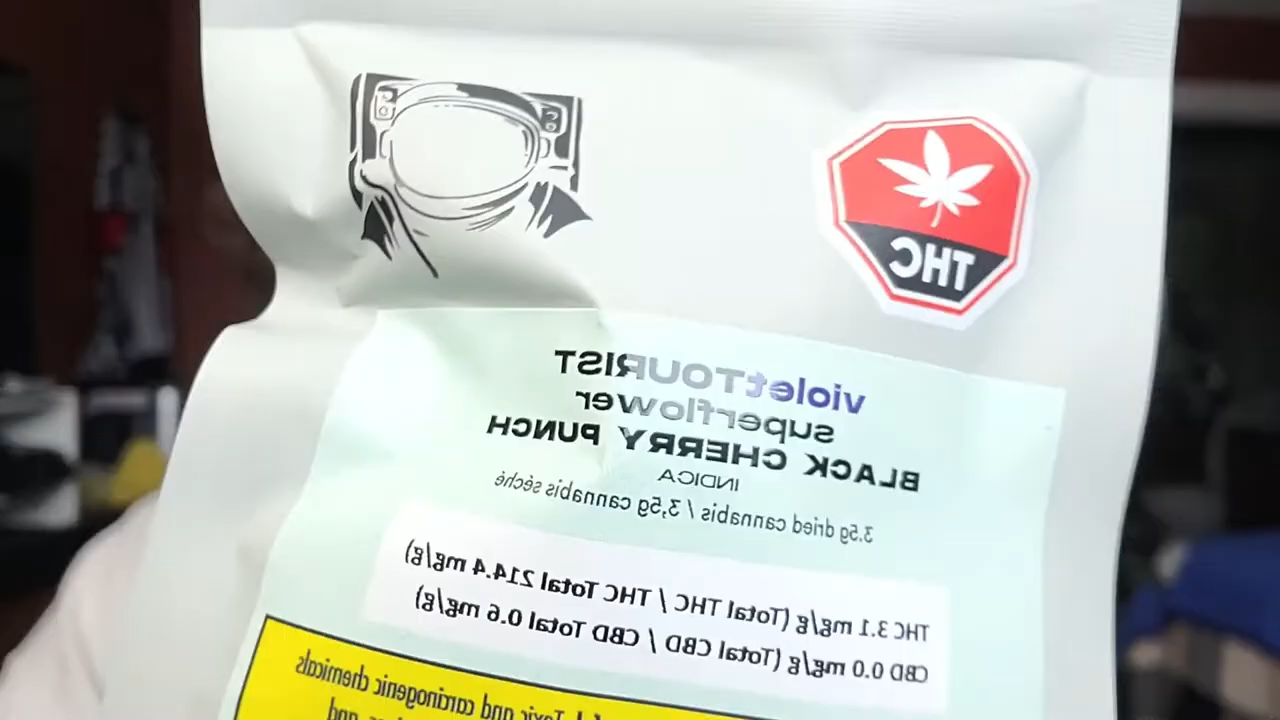 THC
violetTOURIST
superflower
BLACK CHERRY PUNCH
INDICA
3.5g dried cannabis / 3,5g cannabis séché
THC 3.1 mg/g (Total THC / THC Total 214.4 mg/g)
CBD 0.0 mg/g (Total CBD / CBD Total 0.6 mg/g)
Toxic and carcinogenic chemicals
and